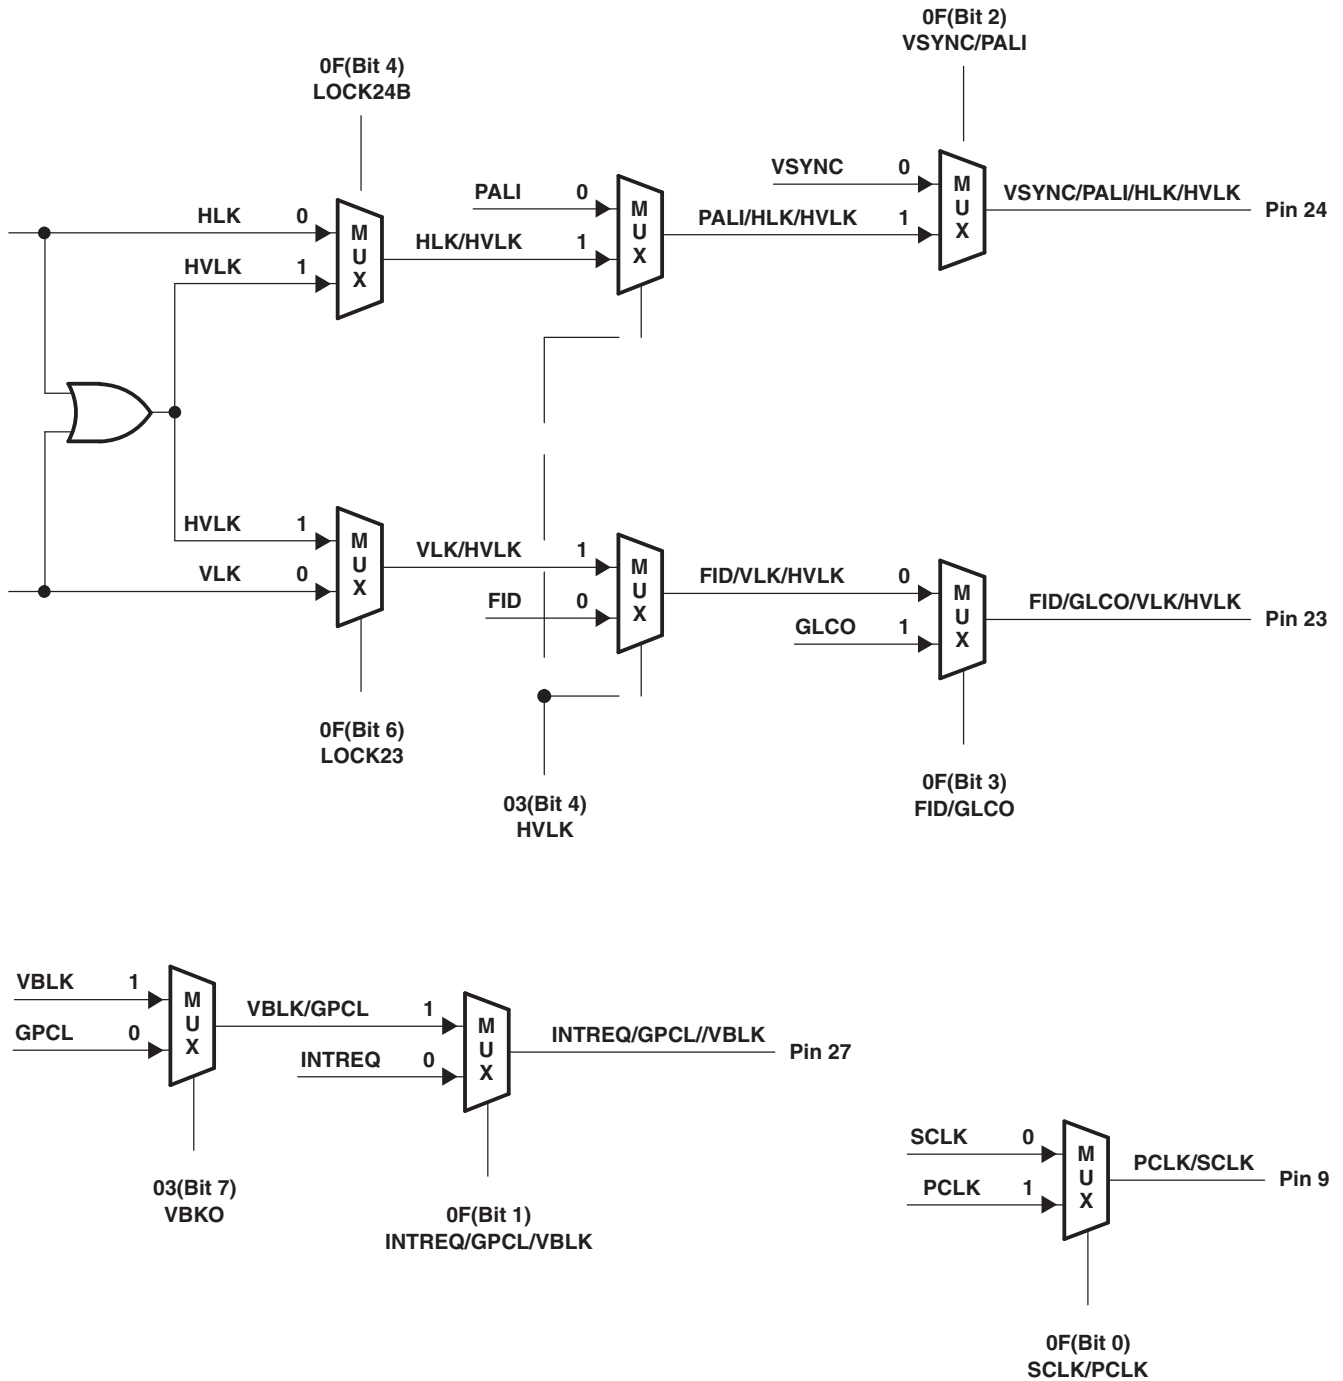 0F(Bit 2)
VSYNC/PALI
0F(Bit 4)
LOCK24B
VSYNC 0
M
U
X
VSYNC/PALI/HLK/HVLK
Pin 24
PALI 0
M
U
X
PALI/HLK/HVLK 1
HLK 0
M
U
X
HLK/HVLK 1
HVLK 1
HVLK 1
M
U
X
VLK/HVLK 1
M
U
X
VLK 0
FID 0
FID/VLK/HVLK 0
M
U
X
FID/GLCO/VLK/HVLK
Pin 23
GLCO 1
0F(Bit 6)
LOCK23
03(Bit 4)
HVLK
0F(Bit 3)
FID/GLCO
VBLK 1
M
U
X
GPCL 0
VBLK/GPCL 1
M
U
X
INTREQ 0
INTREQ/GPCL//VBLK
Pin 27
03(Bit 7)
VBKO
0F(Bit 1)
INTREQ/GPCL/VBLK
SCLK 0
M
U
X
PCLK 1
PCLK/SCLK
Pin 9
0F(Bit 0)
SCLK/PCLK